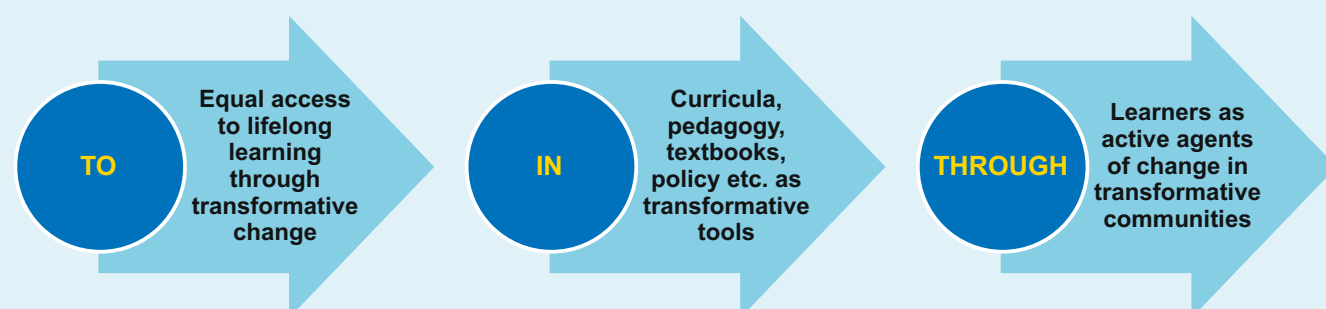 TO
Equal access
to lifelong
learning
through
transformative
change
IN
Curricula,
pedagogy,
textbooks,
policy etc. as
transformative
tools
THROUGH
Learners as
active agents
of change in
transformative
communities